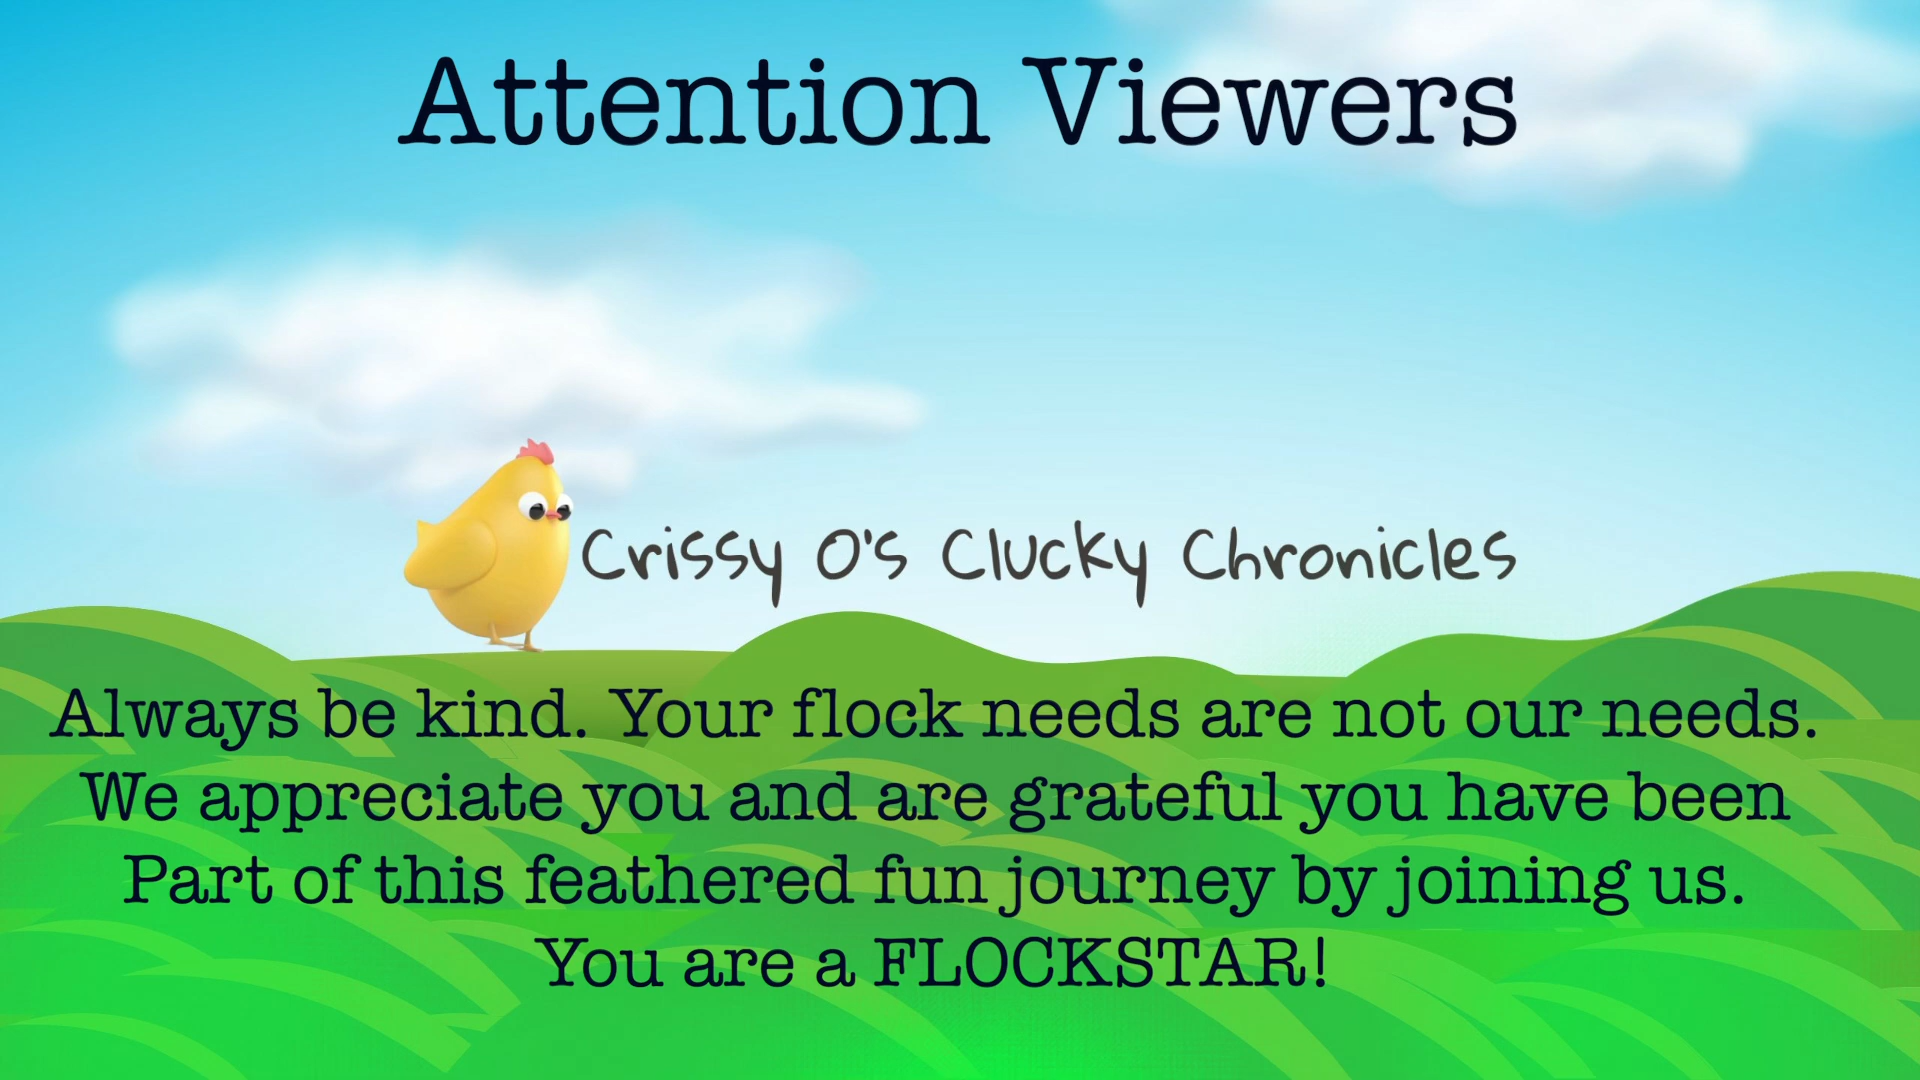 Attention Viewers
Crissy O's Clucky Chronicles
Always be kind. Your flock needs are not our needs.
We appreciate you and are grateful you have been
Part of this feathered fun journey by joining us.
You are a FLOCKSTAR!